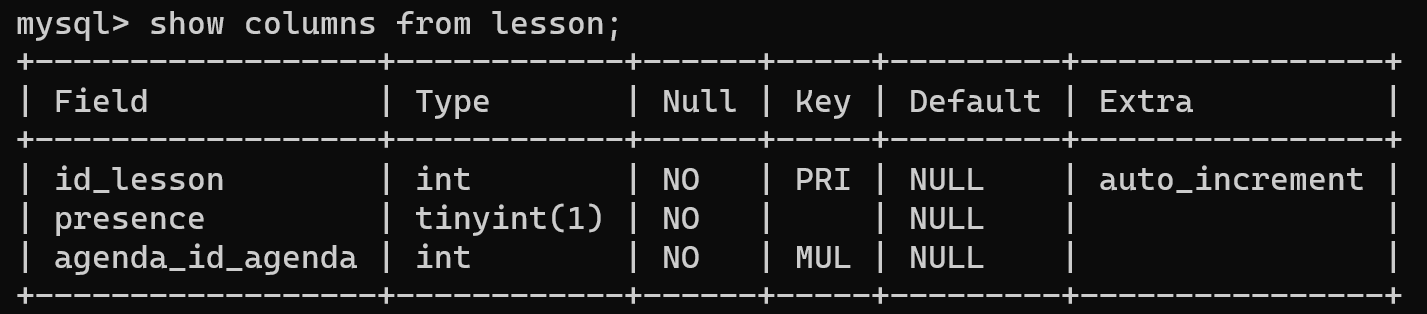 mysql> show columns from lesson;
+------------------+------------+------+-----+---------+----------------+
| Field            | Type       | Null | Key | Default | Extra          |
+------------------+------------+------+-----+---------+----------------+
| id_lesson        | int        | NO   | PRI | NULL    | auto_increment |
| presence         | tinyint(1) | NO   |     | NULL    |                |
| agenda_id_agenda | int        | NO   | MUL | NULL    |                |
+------------------+------------+------+-----+---------+----------------+